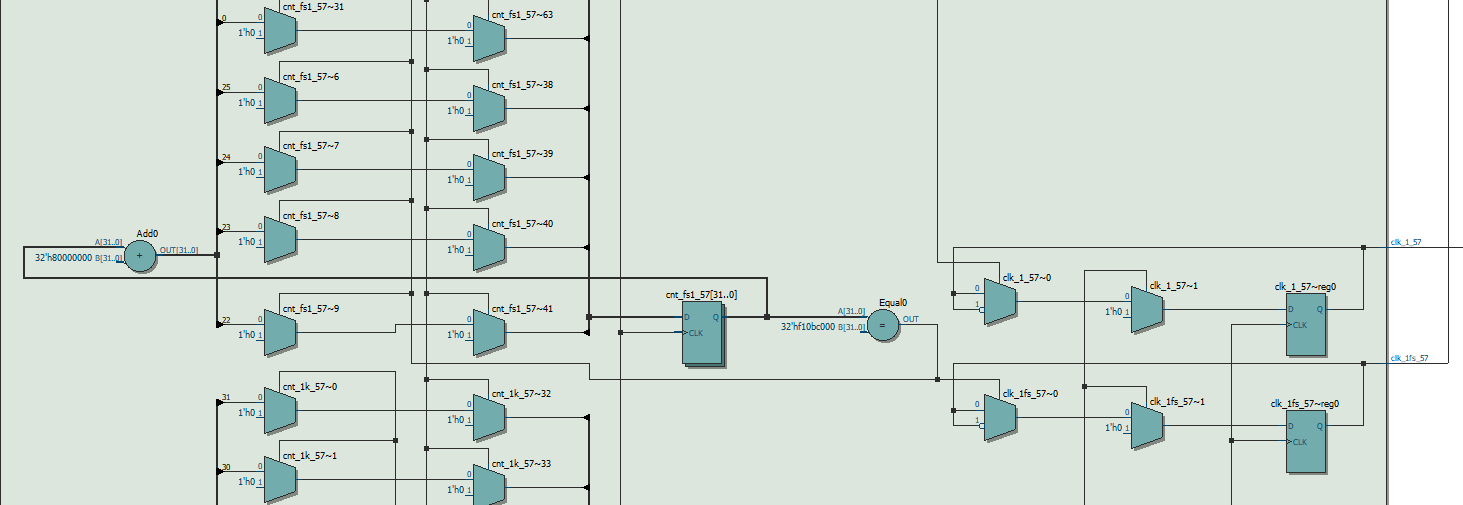 cnt_fs1_57~31
0
0
1'h0 1
cnt_fs1_57~63
0
1'h0 1
cnt_fs1_57~6
25
0
1'h0 1
cnt_fs1_57~38
0
1'h0 1
cnt_fs1_57~7
24
0
1'h0 1
cnt_fs1_57~39
0
1'h0 1
cnt_fs1_57~8
23
0
1'h0 1
cnt_fs1_57~40
0
1'h0 1
Add0
A[31..0]
32'h80000000 B[31..0]
+
OUT[31..0]
cnt_fs1_57~9
22
0
1'h0 1
cnt_fs1_57~41
0
1'h0 1
cnt_fs1_57[31..0]
D
Q
CLK
Equal0
A[31..0]
32'hf10bc000 B[31..0]
=
OUT
clk_1_57~0
0
1
clk_1_57~1
0
1'h0 1
clk_1_57~reg0
D
Q
CLK
clk_1_57
cnt_1k_57~0
31
0
1'h0 1
cnt_1k_57~32
0
1'h0 1
clk_1fs_57~0
0
1
clk_1fs_57~1
0
1'h0 1
clk_1fs_57~reg0
D
Q
CLK
clk_1fs_57
cnt_1k_57~1
30
0
1'h0 1
cnt_1k_57~33
0
1'h0 1